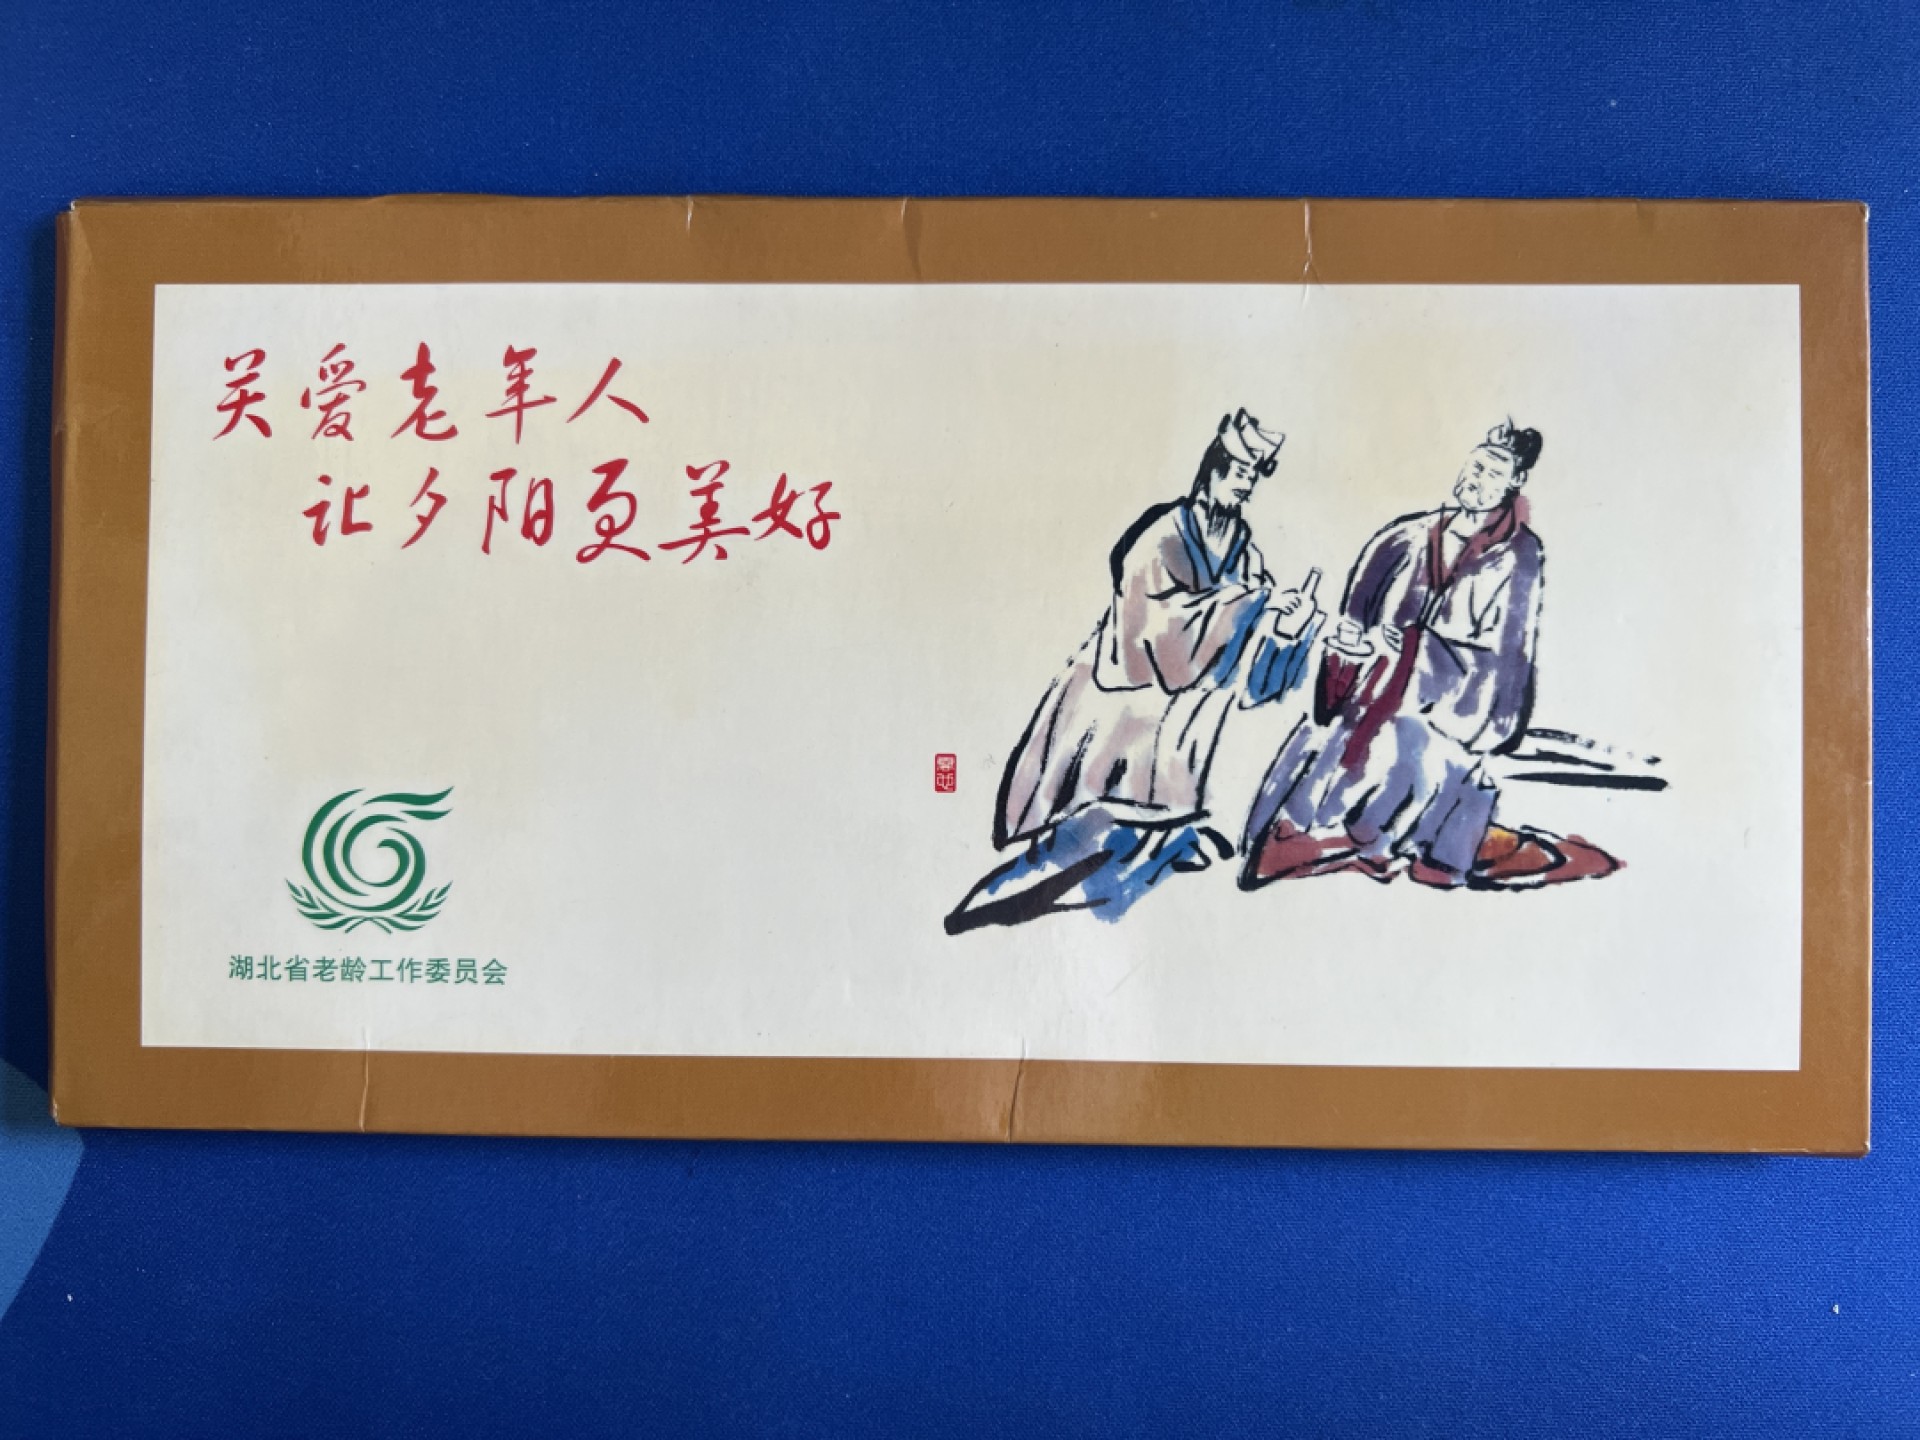 关爱老年人
让夕阳更美好
湖北省老龄工作委员会